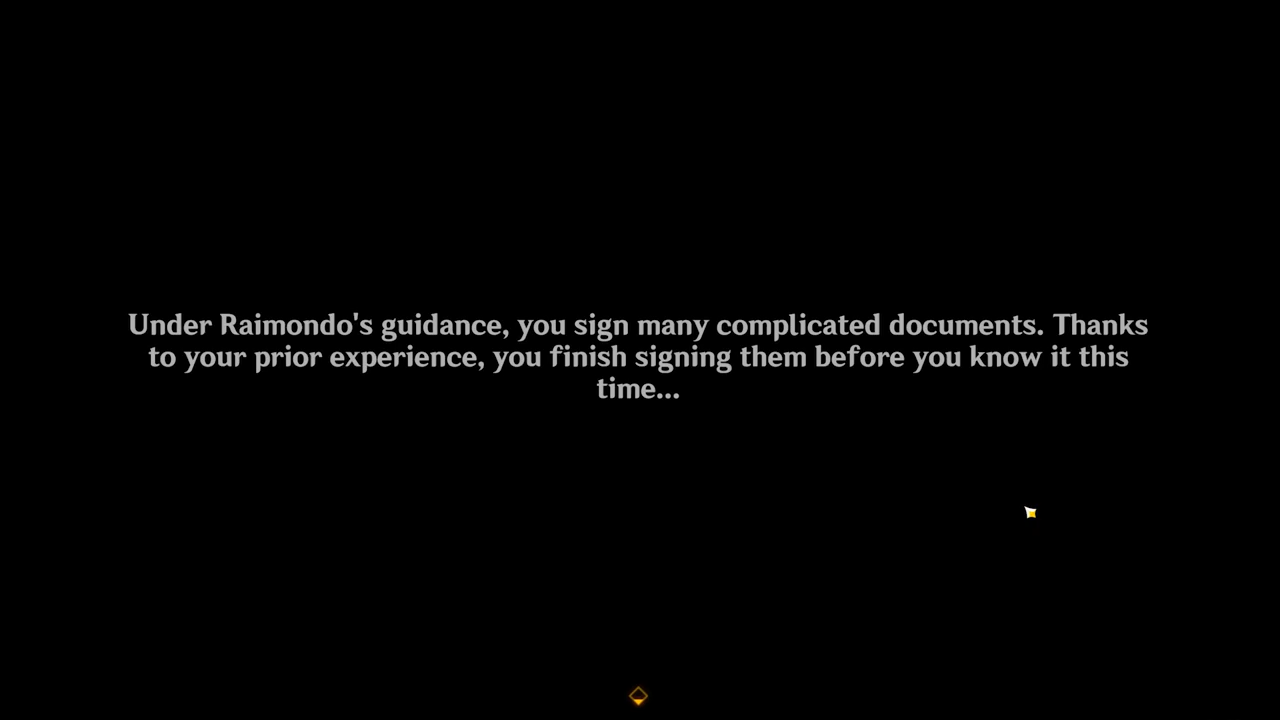 Under Raimondo's guidance, you sign many complicated documents. Thanks
to your prior experience, you finish signing them before you know it this
time...